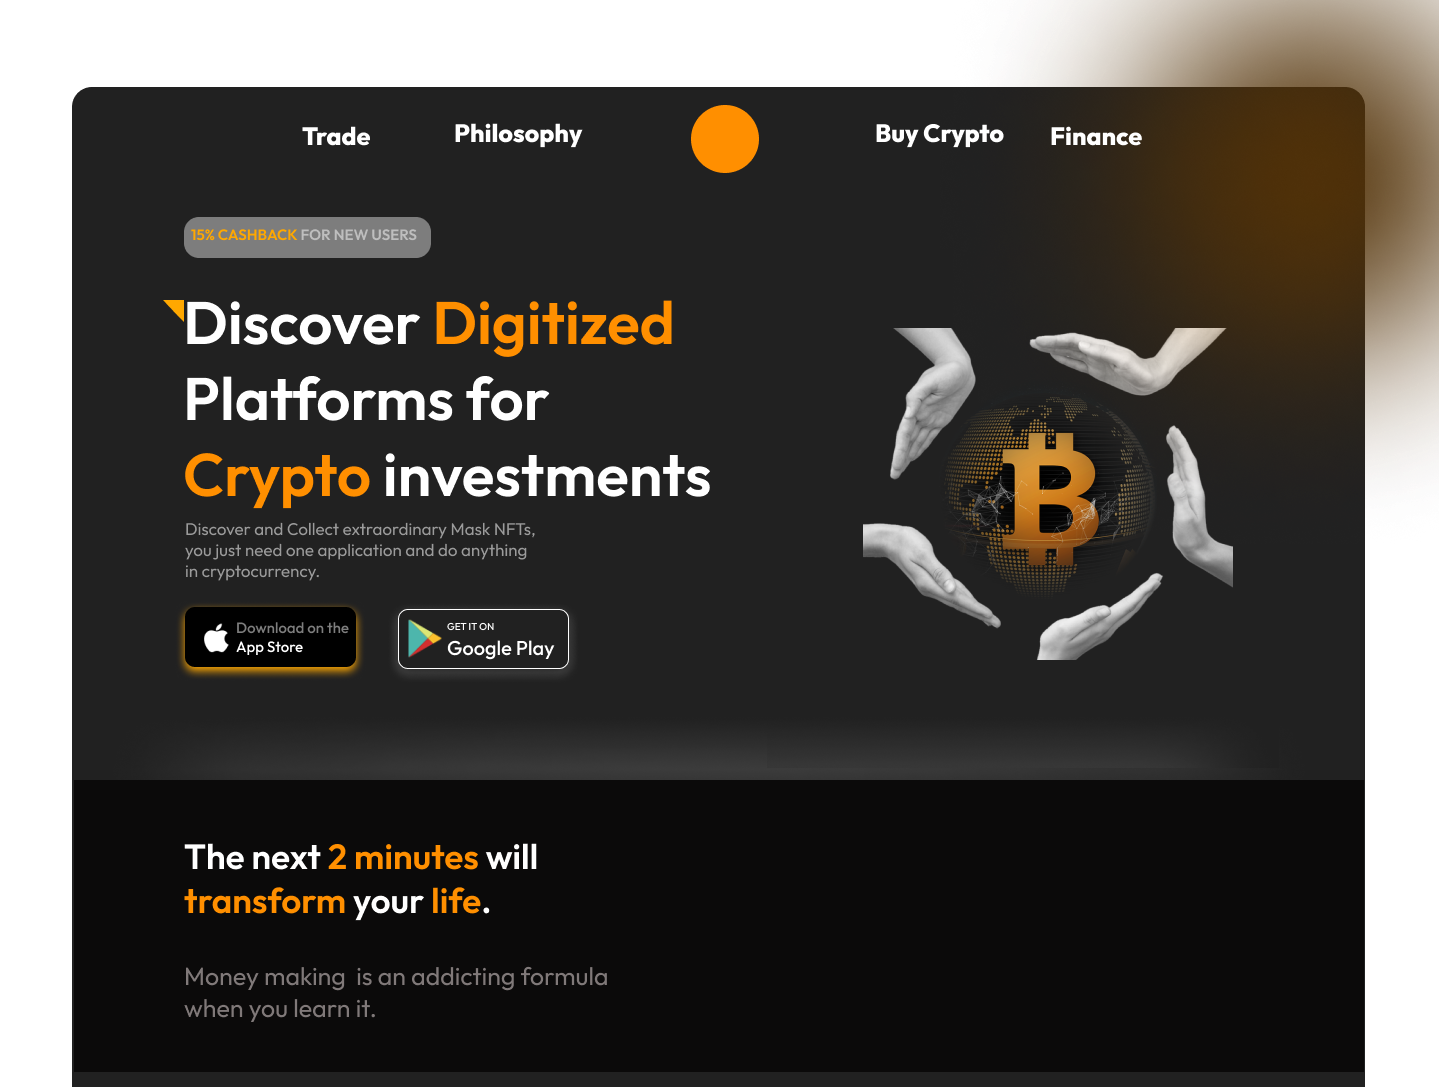 Trade
Philosophy
Buy Crypto
Finance
15% CASHBACK FOR NEW USERS
Discover Digitized
Platforms for
Crypto investments
Discover and Collect extraordinary Mask NFTs,
you just need one application and do anything
in cryptocurrency.
Download on the
App Store
GET IT ON
Google Play
The next 2 minutes will
transform your life.
Money making  is an addicting formula
when you learn it.